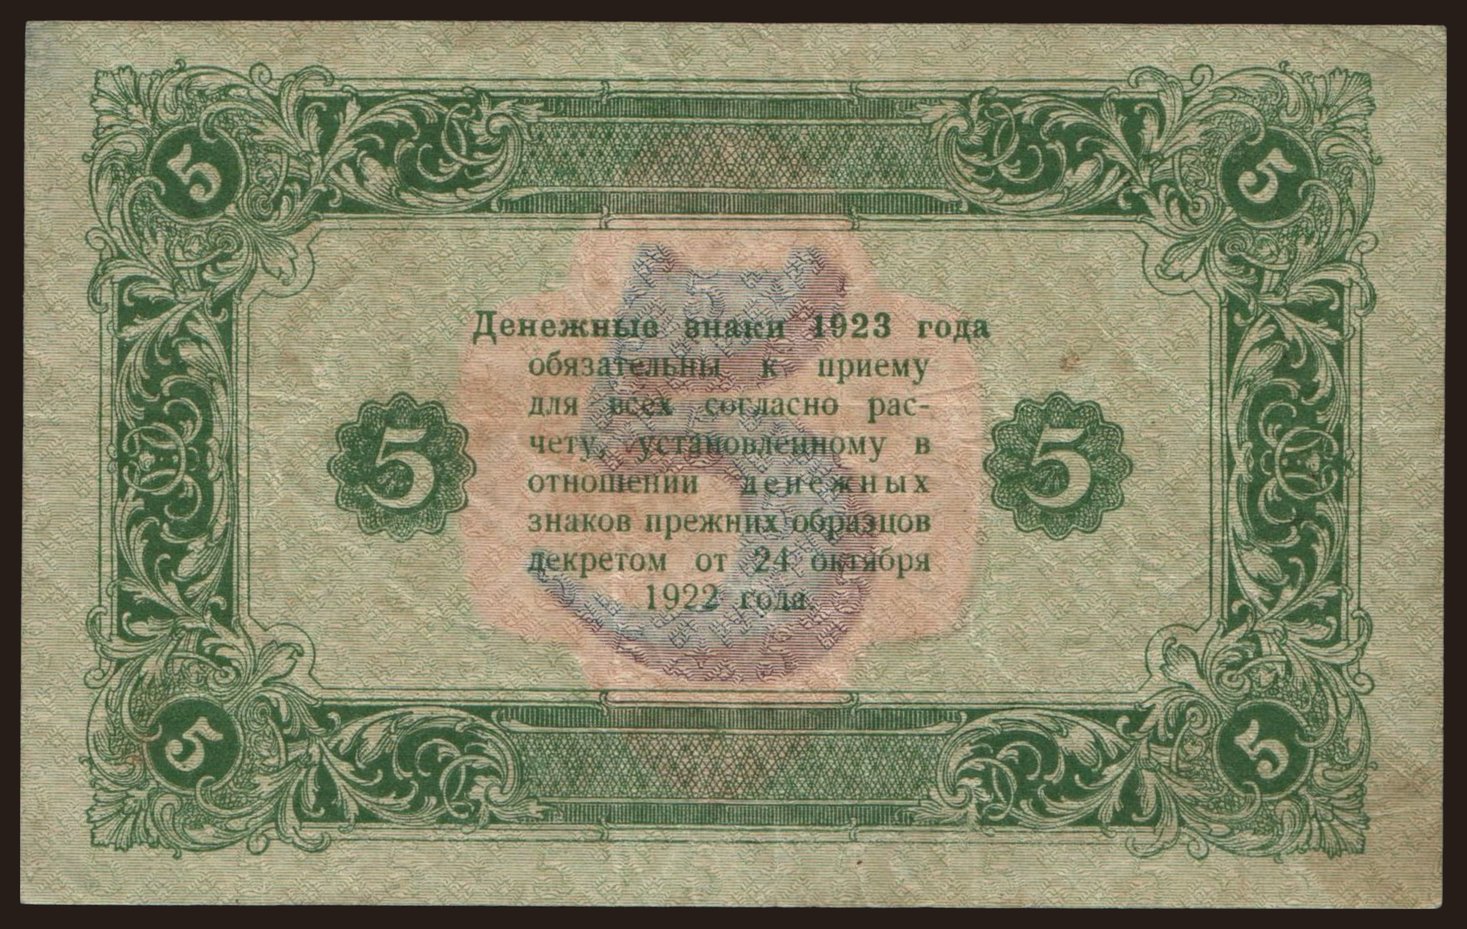 5 5
Денежные знаки 1923 года
обязательны к приему
для всех согласно рас-
чету, установленному в
отношении денежных
знаков прежних образцов
декретом от 24 октября
1922 года.
5 5 5
5 5